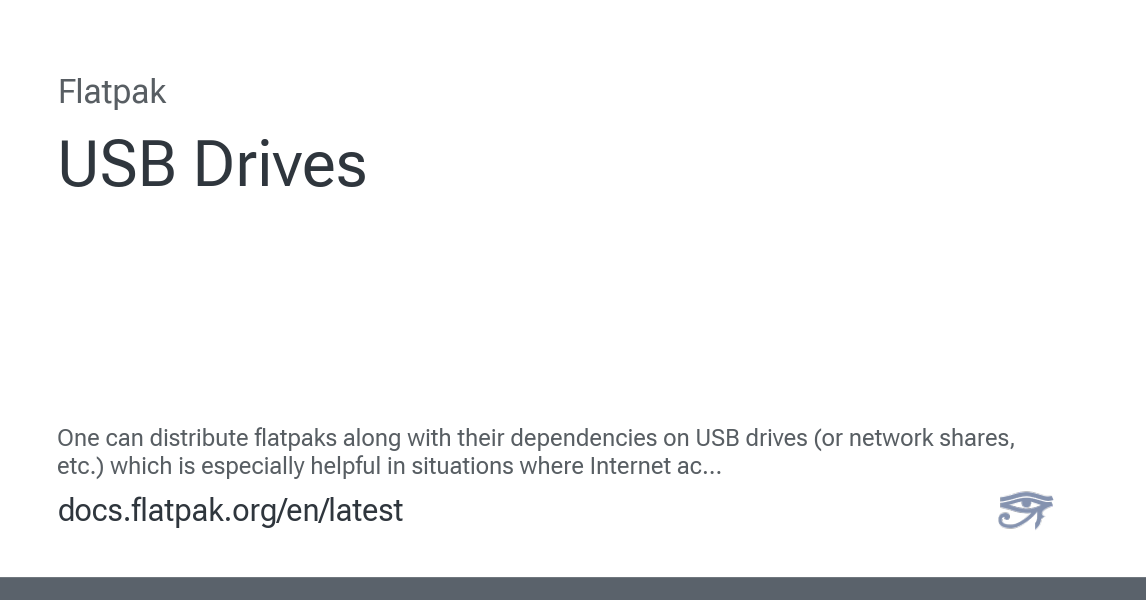 Flatpak
USB Drives
One can distribute flatpaks along with their dependencies on USB drives (or network shares,
etc.) which is especially helpful in situations where Internet ac...
docs.flatpak.org/en/latest